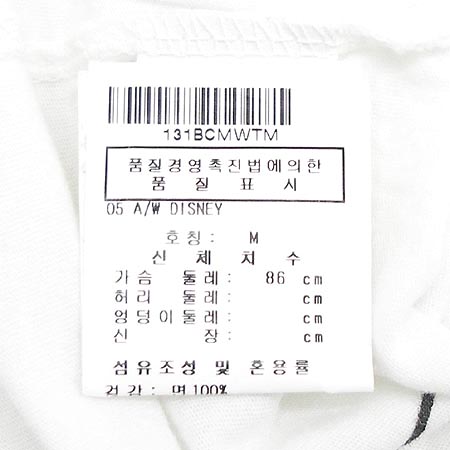 131BCMWTM
품질경영촉진법에의한
품 질 표 시
05 A/W DISNEY
호칭: M
신 체 치 수
가슴 둘레: 86 cm
허리 둘레: cm
엉덩이둘레: cm
신 장: cm
섬유조성 및 혼용률
겉감: 면100%